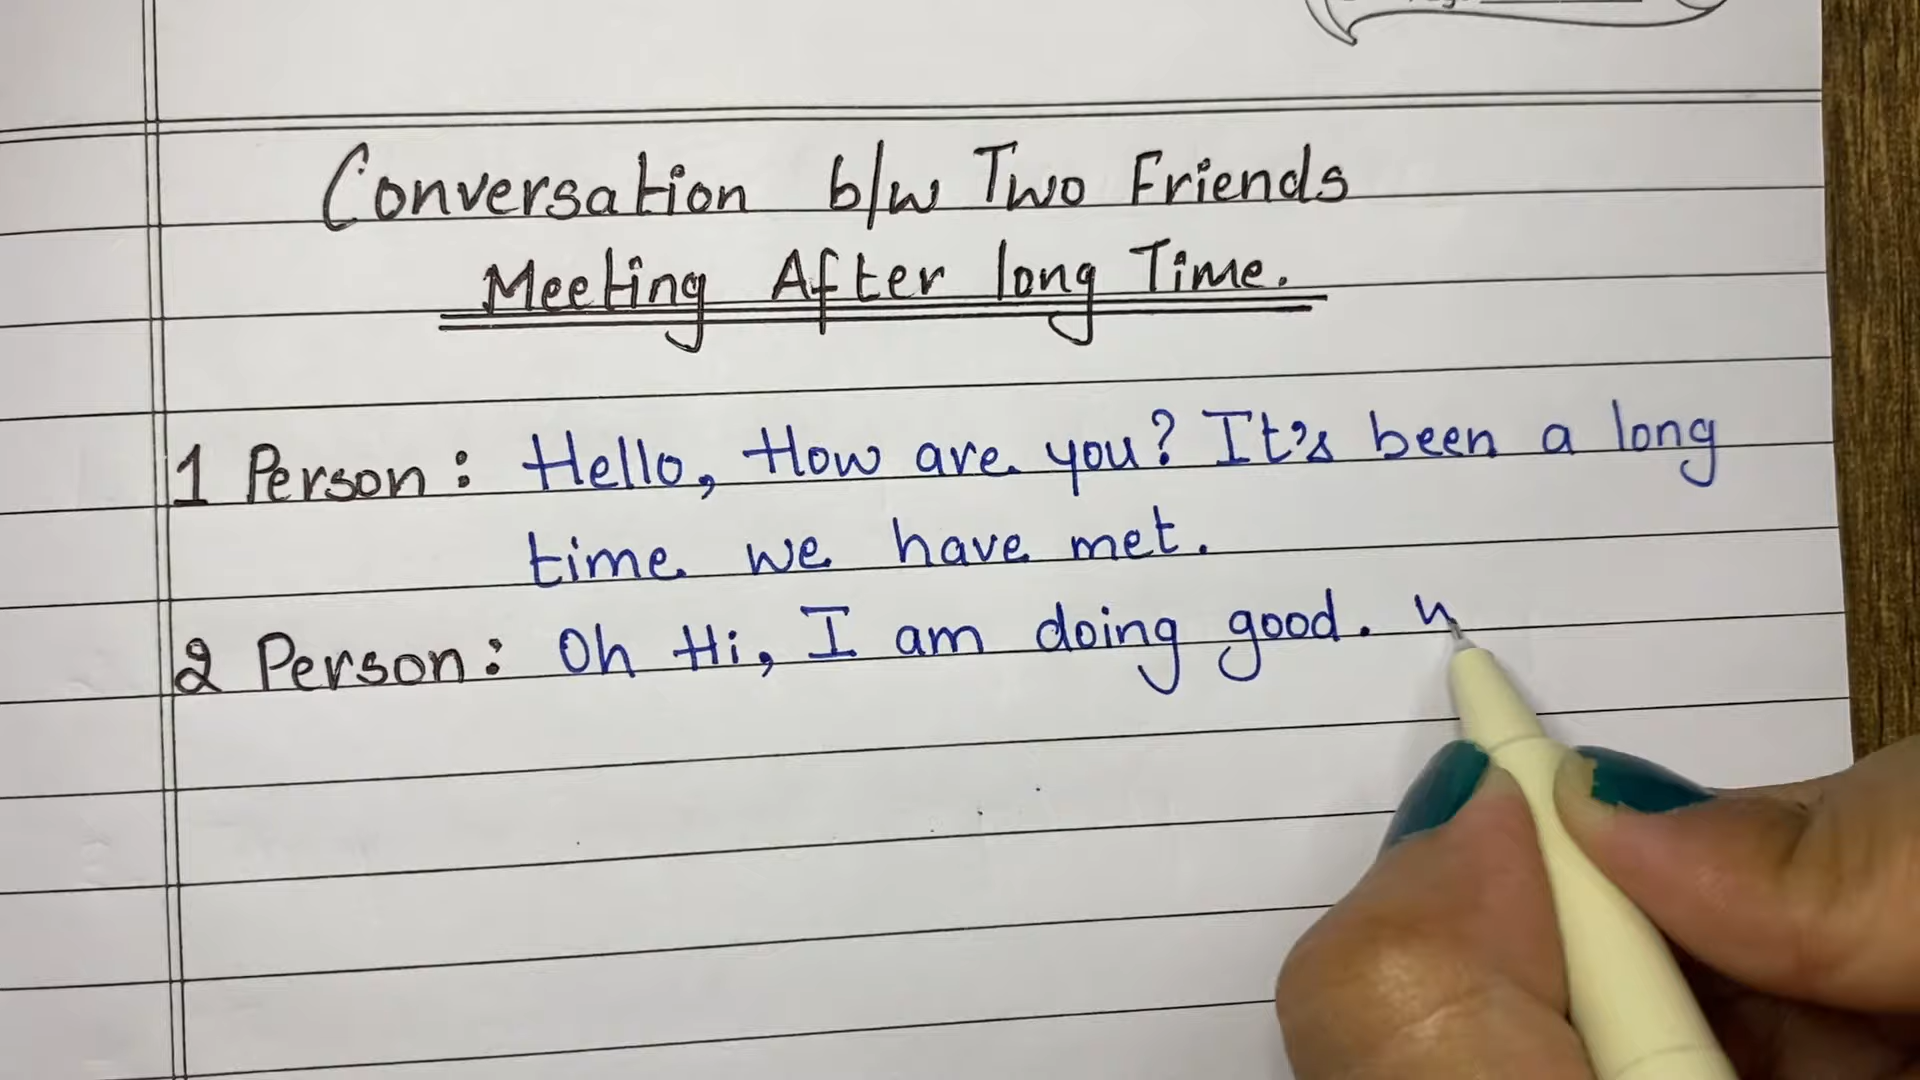 Conversation b/w Two Friends
Meeting After long Time.
1 Person: Hello, How are you? It's been a long
time we have met.
2 Person: Oh Hi, I am doing good.